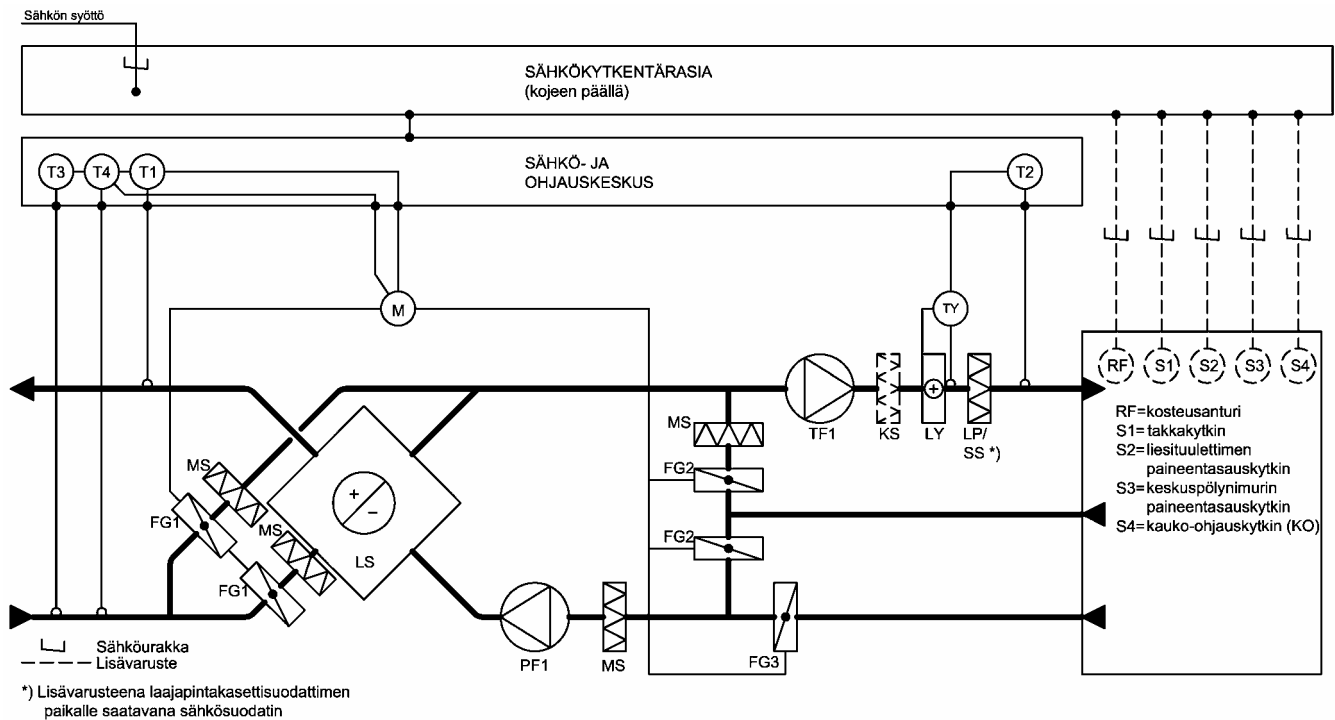 Sähkön syöttö
SÄHKÖKYTKENTÄRASIA
(kojeen päällä)
SÄHKÖ- JA
OHJAUSKESKUS
T3
T4
T1
T2
M
TY
RF
S1
S2
S3
S4
TF1
KS
LY
LP/
SS *)
MS
FG2
FG2
MS
FG1
MS
FG1
+
–
LS
+
PF1
MS
FG3
RF=kosteusanturi
S1=takkakytkin
S2=liesituulettimen
paineentasauskytkin
S3=keskuspölynimurin
paineentasauskytkin
S4=kauko-ohjauskytkin (KO)
Sähköurakka
Lisävaruste
*) Lisävarusteena laajapintakasettisuodattimen
paikalle saatavana sähkösuodatin